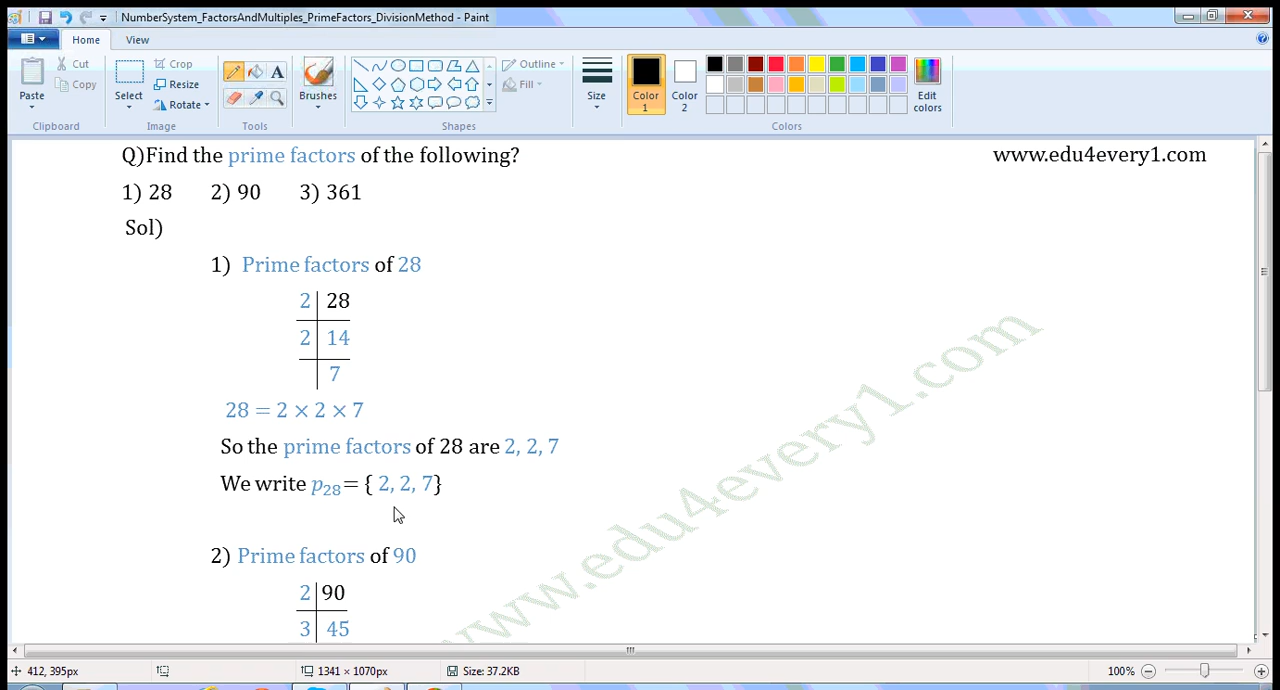 NumberSystem_FactorsAndMultiples_PrimeFactors_DivisionMethod - Paint
Home View
Paste Cut Copy Select Crop Resize Rotate Brushes Outline Fill Size Color 1 Color 2 Edit colors
Clipboard Image Tools Shapes Colors
Q)Find the prime factors of the following? www.edu4every1.com
1) 28 2) 90 3) 361
Sol)
1) Prime factors of 28
2 28
2 14
7
28 = 2 × 2 × 7
So the prime factors of 28 are 2, 2, 7
We write p28 = { 2, 2, 7}
2) Prime factors of 90
2 90
3 45
www.edu4every1.com
412, 395px 1341 × 1070px Size: 37.2KB 100%